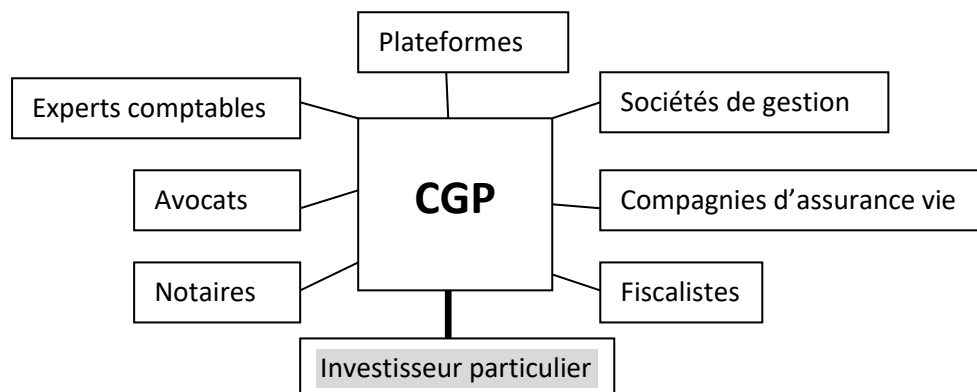 Plateformes
Experts comptables
Sociétés de gestion
Avocats
CGP
Compagnies d’assurance vie
Notaires
Fiscalistes
Investisseur particulier